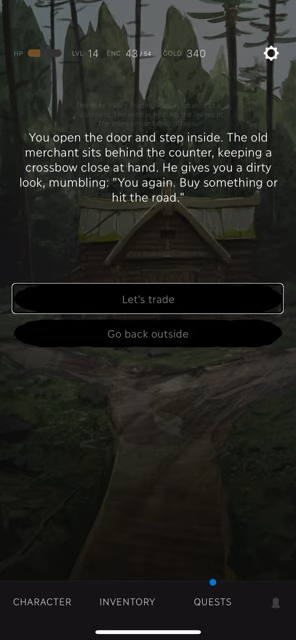 HP LVL 14 ENC 43/54 GOLD 340
You open the door and step inside. The old
merchant sits behind the counter, keeping a
crossbow close at hand. He gives you a dirty
look, mumbling: "You again. Buy something or
hit the road."
Let's trade
Go back outside
CHARACTER INVENTORY QUESTS